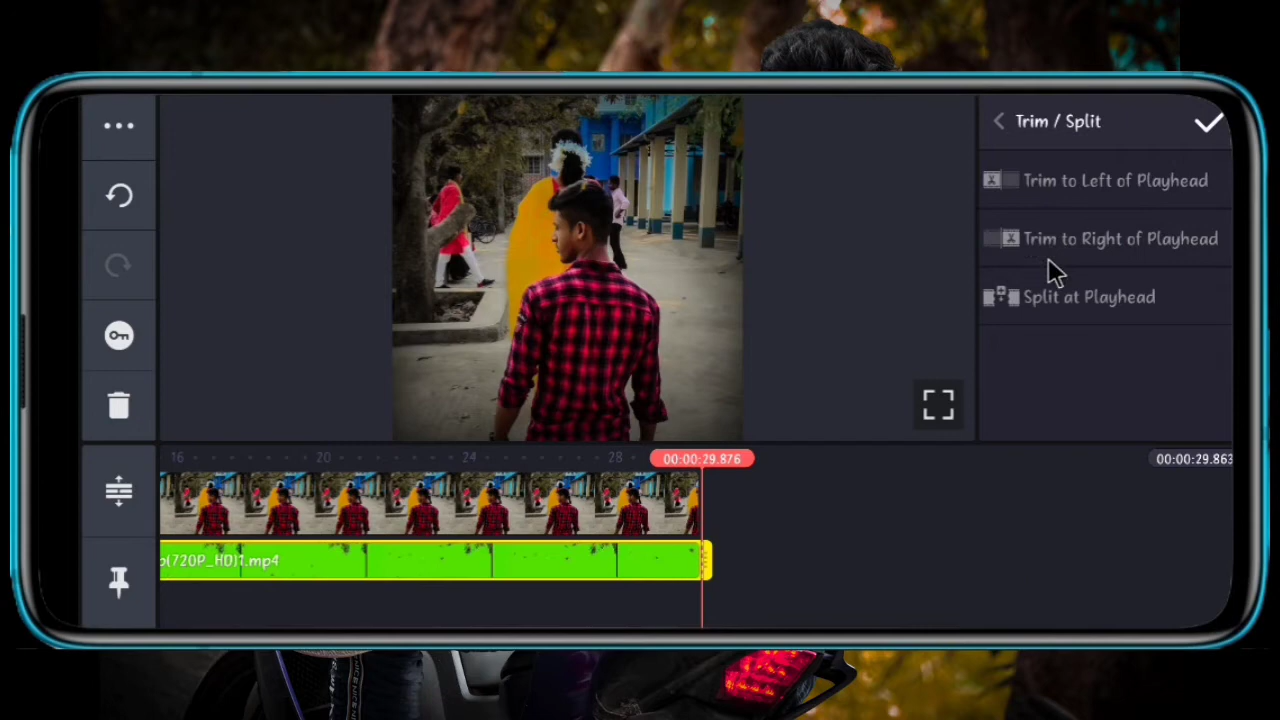 Trim / Split
Trim to Left of Playhead
Trim to Right of Playhead
Split at Playhead
16
20
24
28
00:00:29.876
00:00:29.863
(720P_HD)1.mp4